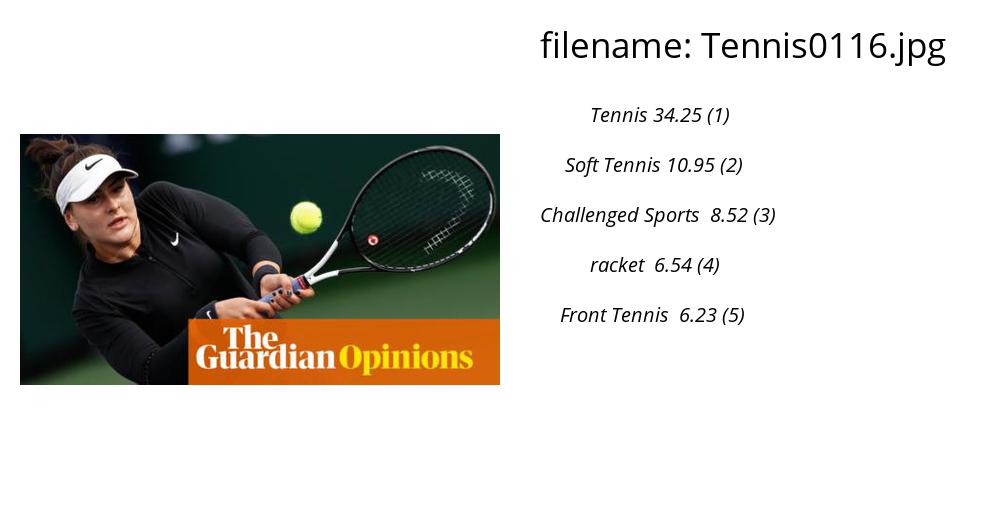 filename: Tennis0116.jpg
Tennis 34.25 (1)
Soft Tennis 10.95 (2)
Challenged Sports 8.52 (3)
racket 6.54 (4)
Front Tennis 6.23 (5)
The
Guardian Opinions